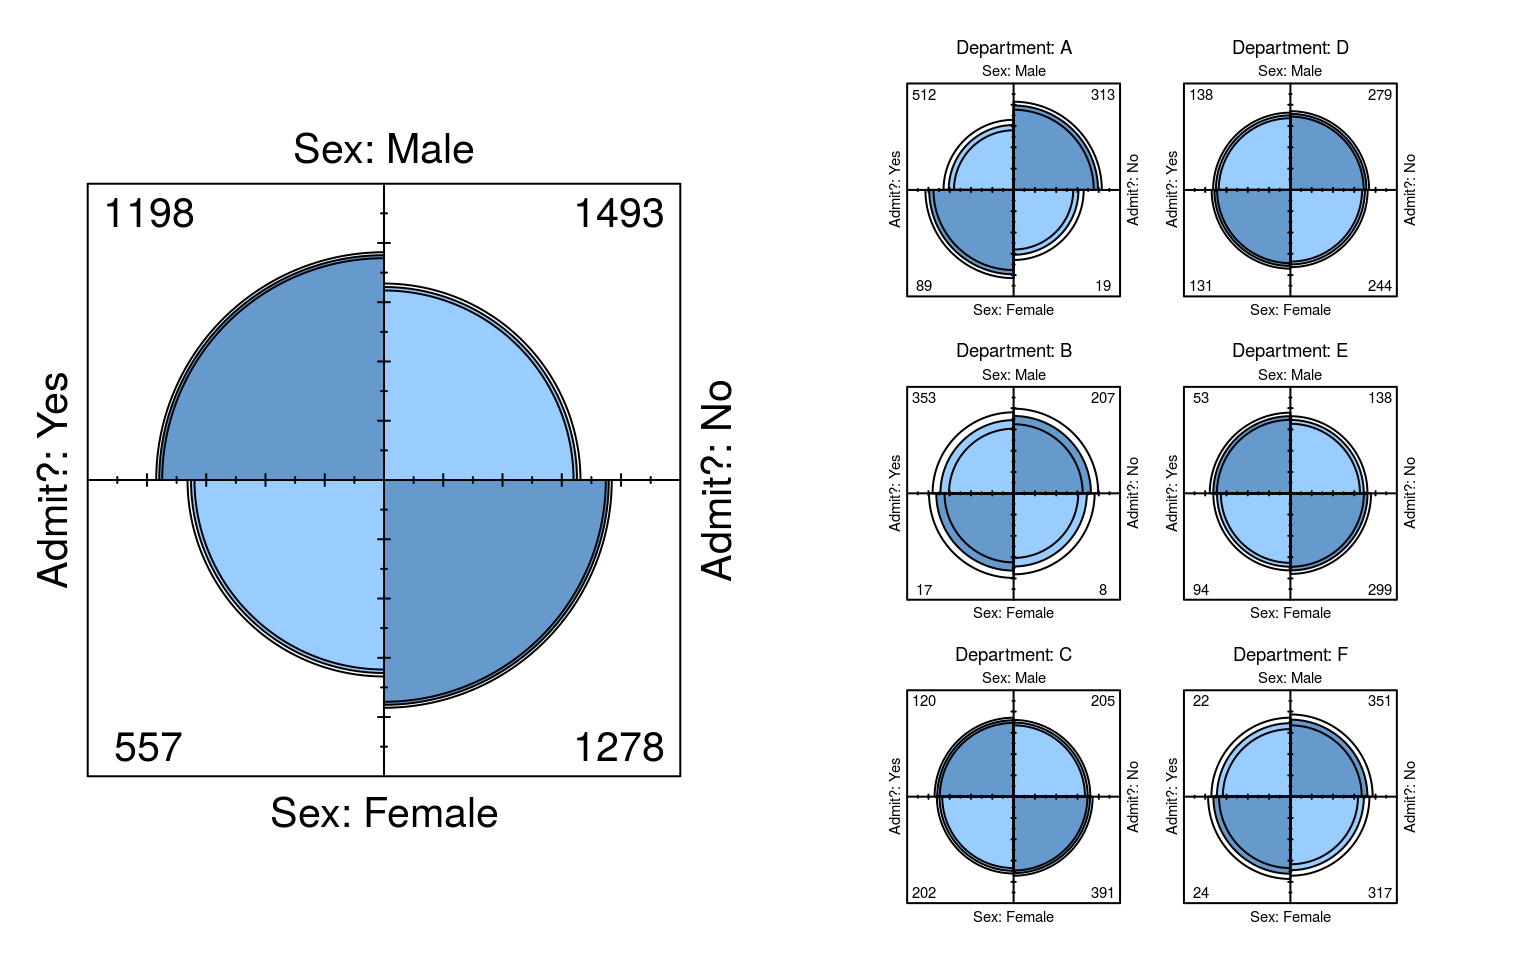 Sex: Male
1198 1493
Admit?: Yes
Admit?: No
557 1278
Sex: Female
Department: A
Sex: Male
512 313
Admit?: Yes
Admit?: No
89 19
Sex: Female
Department: D
Sex: Male
138 279
Admit?: Yes
Admit?: No
131 244
Sex: Female
Department: B
Sex: Male
353 207
Admit?: Yes
Admit?: No
17 8
Sex: Female
Department: E
Sex: Male
53 138
Admit?: Yes
Admit?: No
94 299
Sex: Female
Department: C
Sex: Male
120 205
Admit?: Yes
Admit?: No
202 391
Sex: Female
Department: F
Sex: Male
22 351
Admit?: Yes
Admit?: No
24 317
Sex: Female